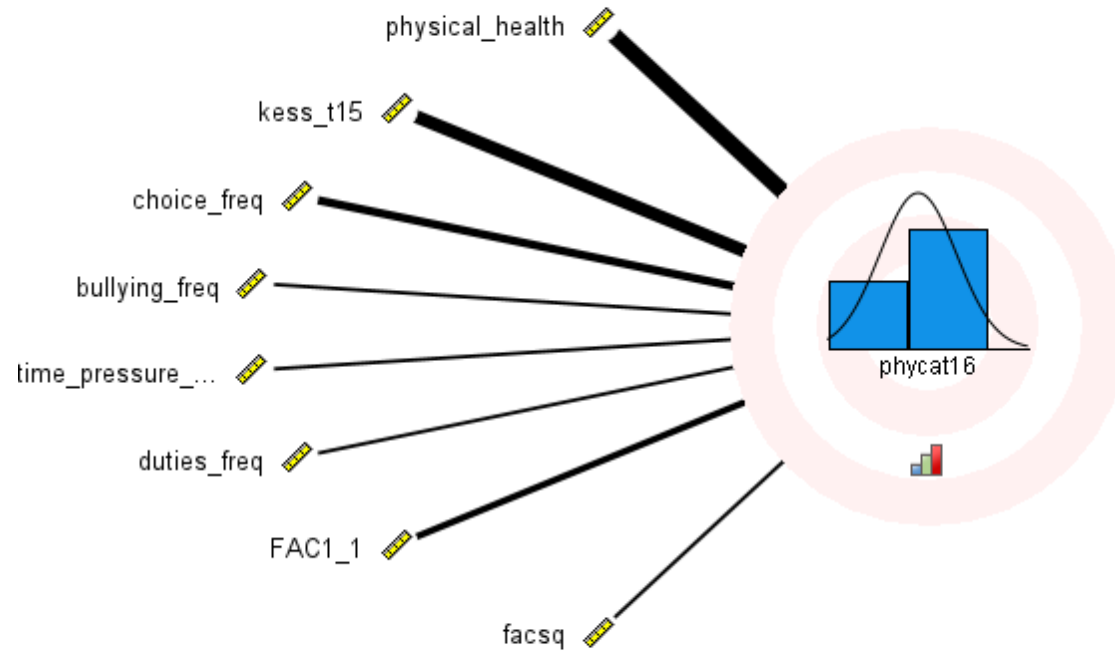 physical_health
kess_t15
choice_freq
bullying_freq
time_pressure_...
duties_freq
FAC1_1
facsq
phycat16